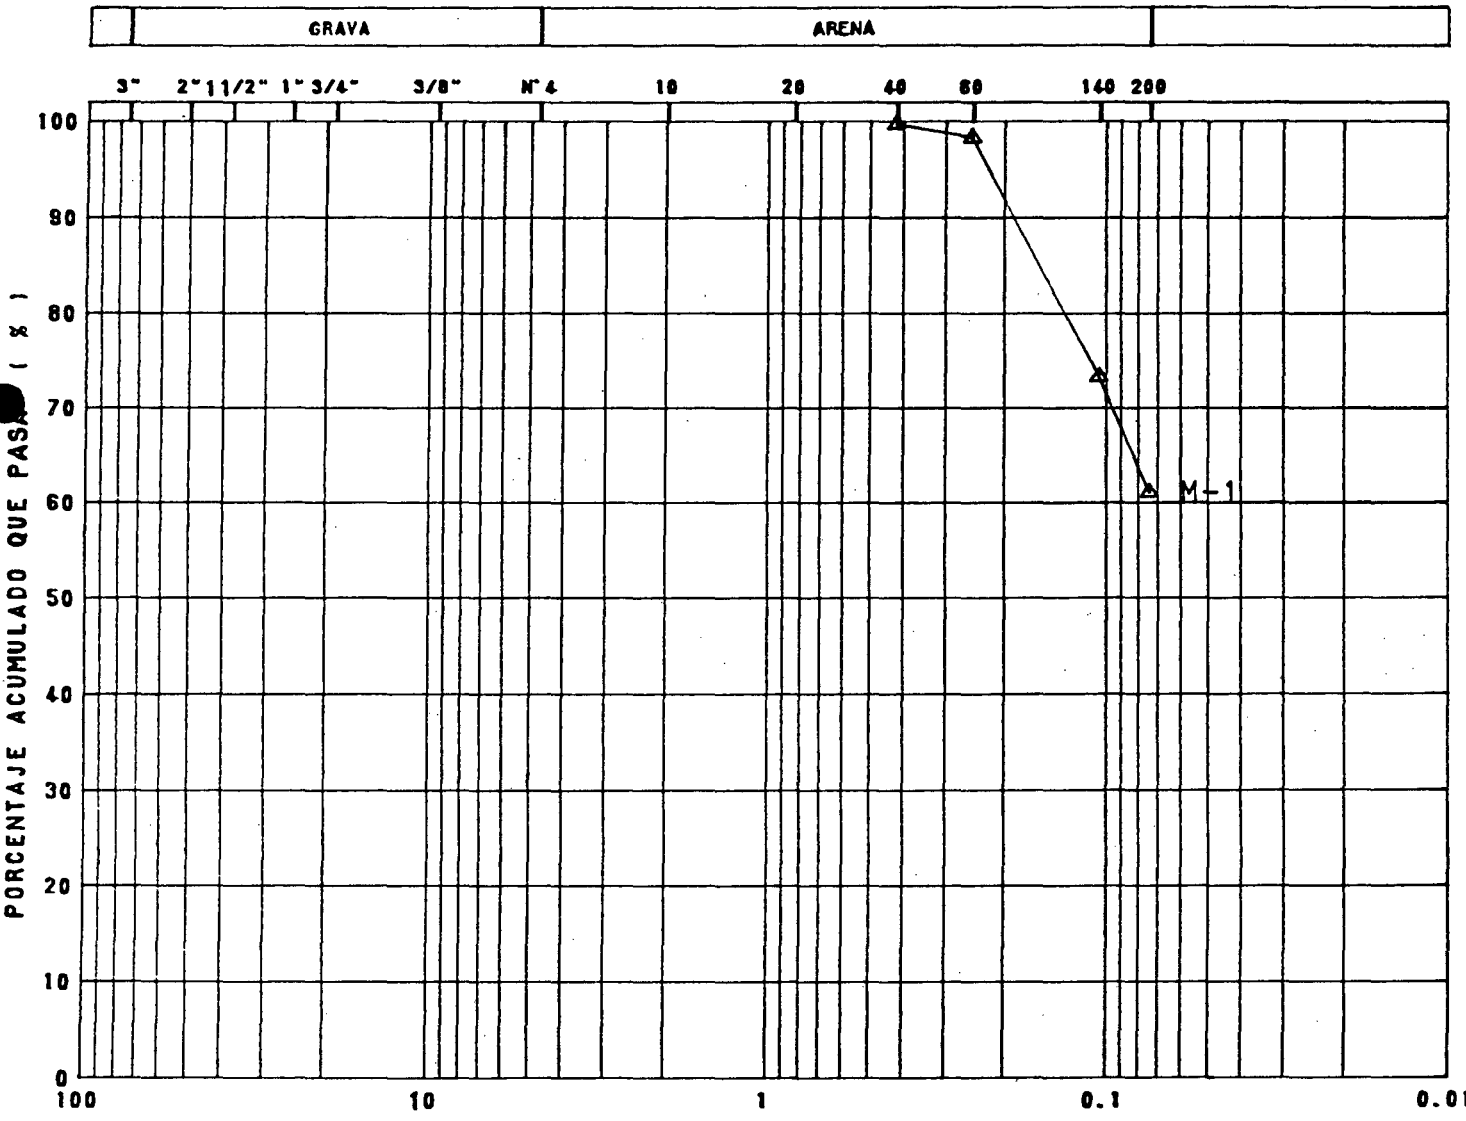 GRAVA ARENA
3" 2" 1 1/2" 1" 3/4" 3/8" N°4 10 20 40 60 140 200
100
90
80
70
60
50
40
30
20
10
0
PORCENTAJE ACUMULADO QUE PASA ( % )
M-1
100 10 1 0.1 0.01